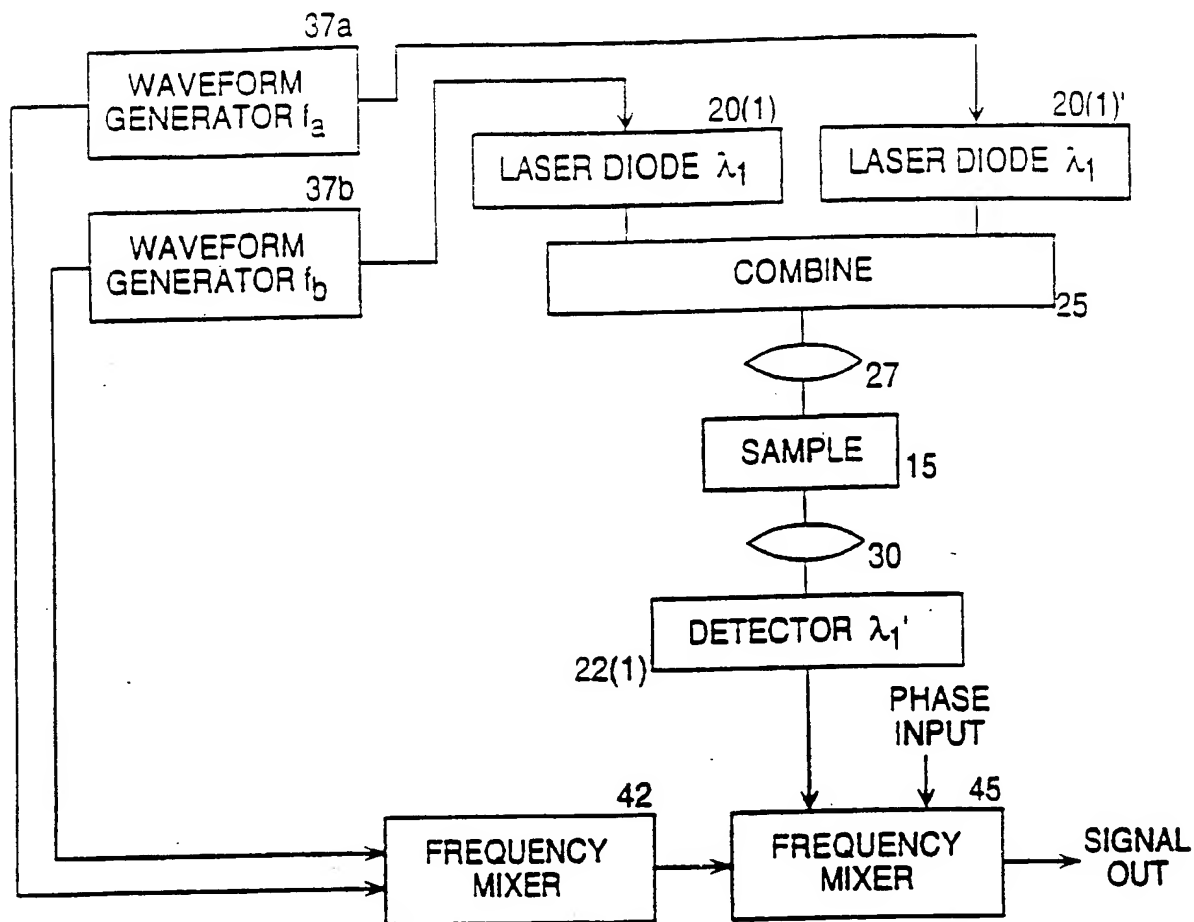 37a
WAVEFORM
GENERATOR fa
37b
WAVEFORM
GENERATOR fb
20(1)
LASER DIODE λ1
20(1)'
LASER DIODE λ1
COMBINE
25
27
SAMPLE
15
30
DETECTOR λ1'
22(1)
PHASE
INPUT
42
FREQUENCY
MIXER
45
FREQUENCY
MIXER
SIGNAL
OUT